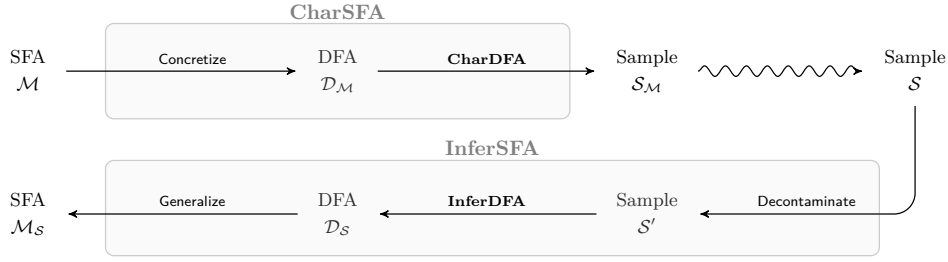 CharSFA
SFA Concretize DFA CharDFA Sample Sample
ℳ 𝒟_ℳ 𝒮_ℳ 𝒮
InferSFA
SFA Generalize DFA InferDFA Sample Decontaminate
ℳ_𝒮 𝒟_𝒮 𝒮′